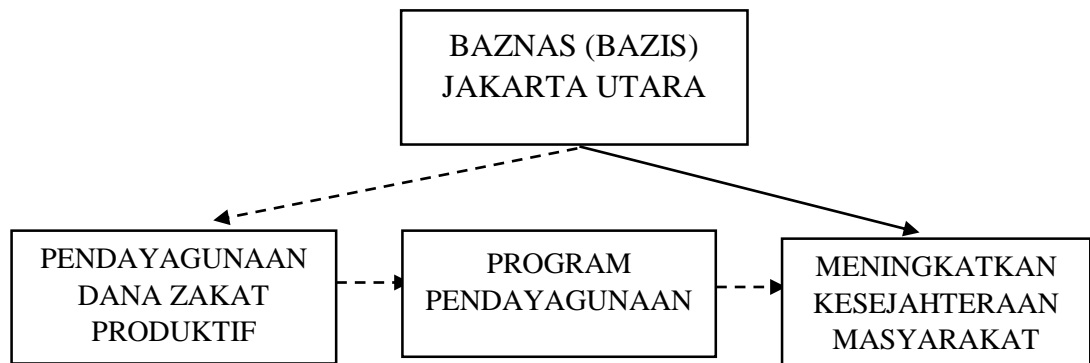 BAZNAS (BAZIS)
JAKARTA UTARA
PENDAYAGUNAAN
DANA ZAKAT
PRODUKTIF
PROGRAM
PENDAYAGUNAAN
MENINGKATKAN
KESEJAHTERAAN
MASYARAKAT